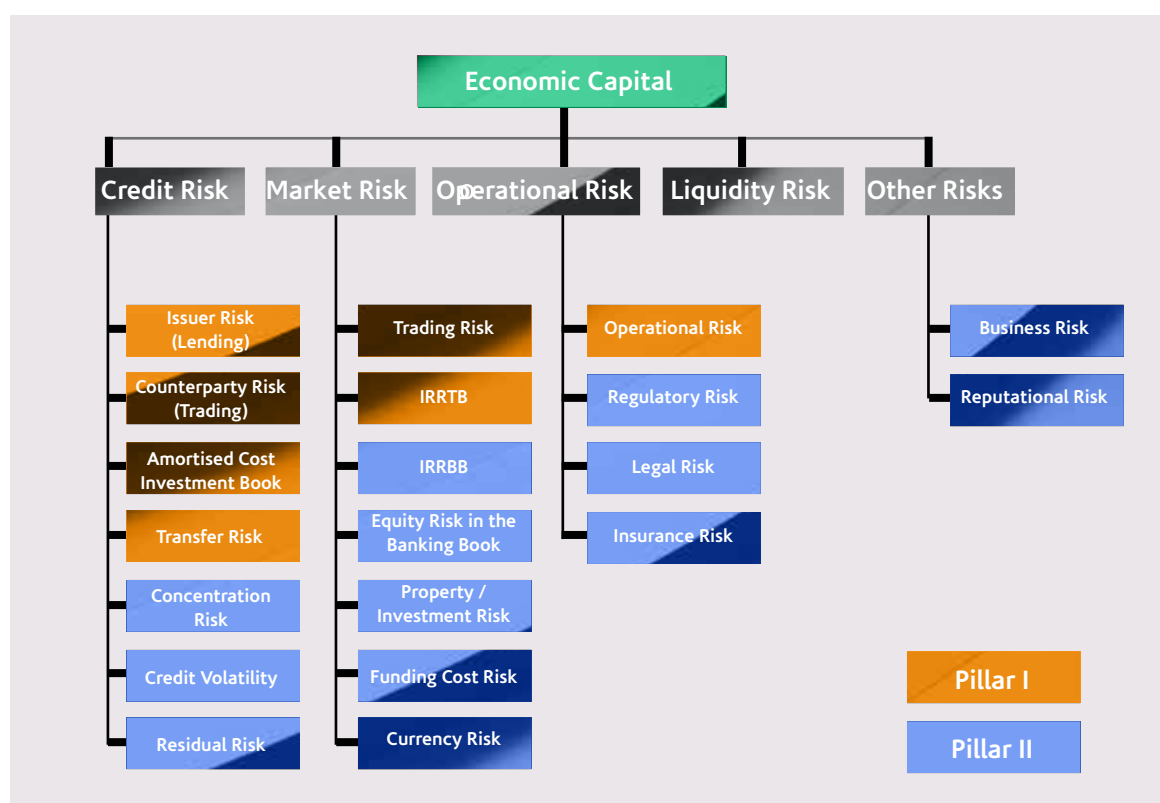 Economic Capital
Credit Risk
Market Risk
Operational Risk
Liquidity Risk
Other Risks
Issuer Risk
(Lending)
Counterparty Risk
(Trading)
Amortised Cost
Investment Book
Transfer Risk
Concentration
Risk
Credit Volatility
Residual Risk
Trading Risk
IRRTB
IRRBB
Equity Risk in the
Banking Book
Property /
Investment Risk
Funding Cost Risk
Currency Risk
Operational Risk
Regulatory Risk
Legal Risk
Insurance Risk
Business Risk
Reputational Risk
Pillar I
Pillar II